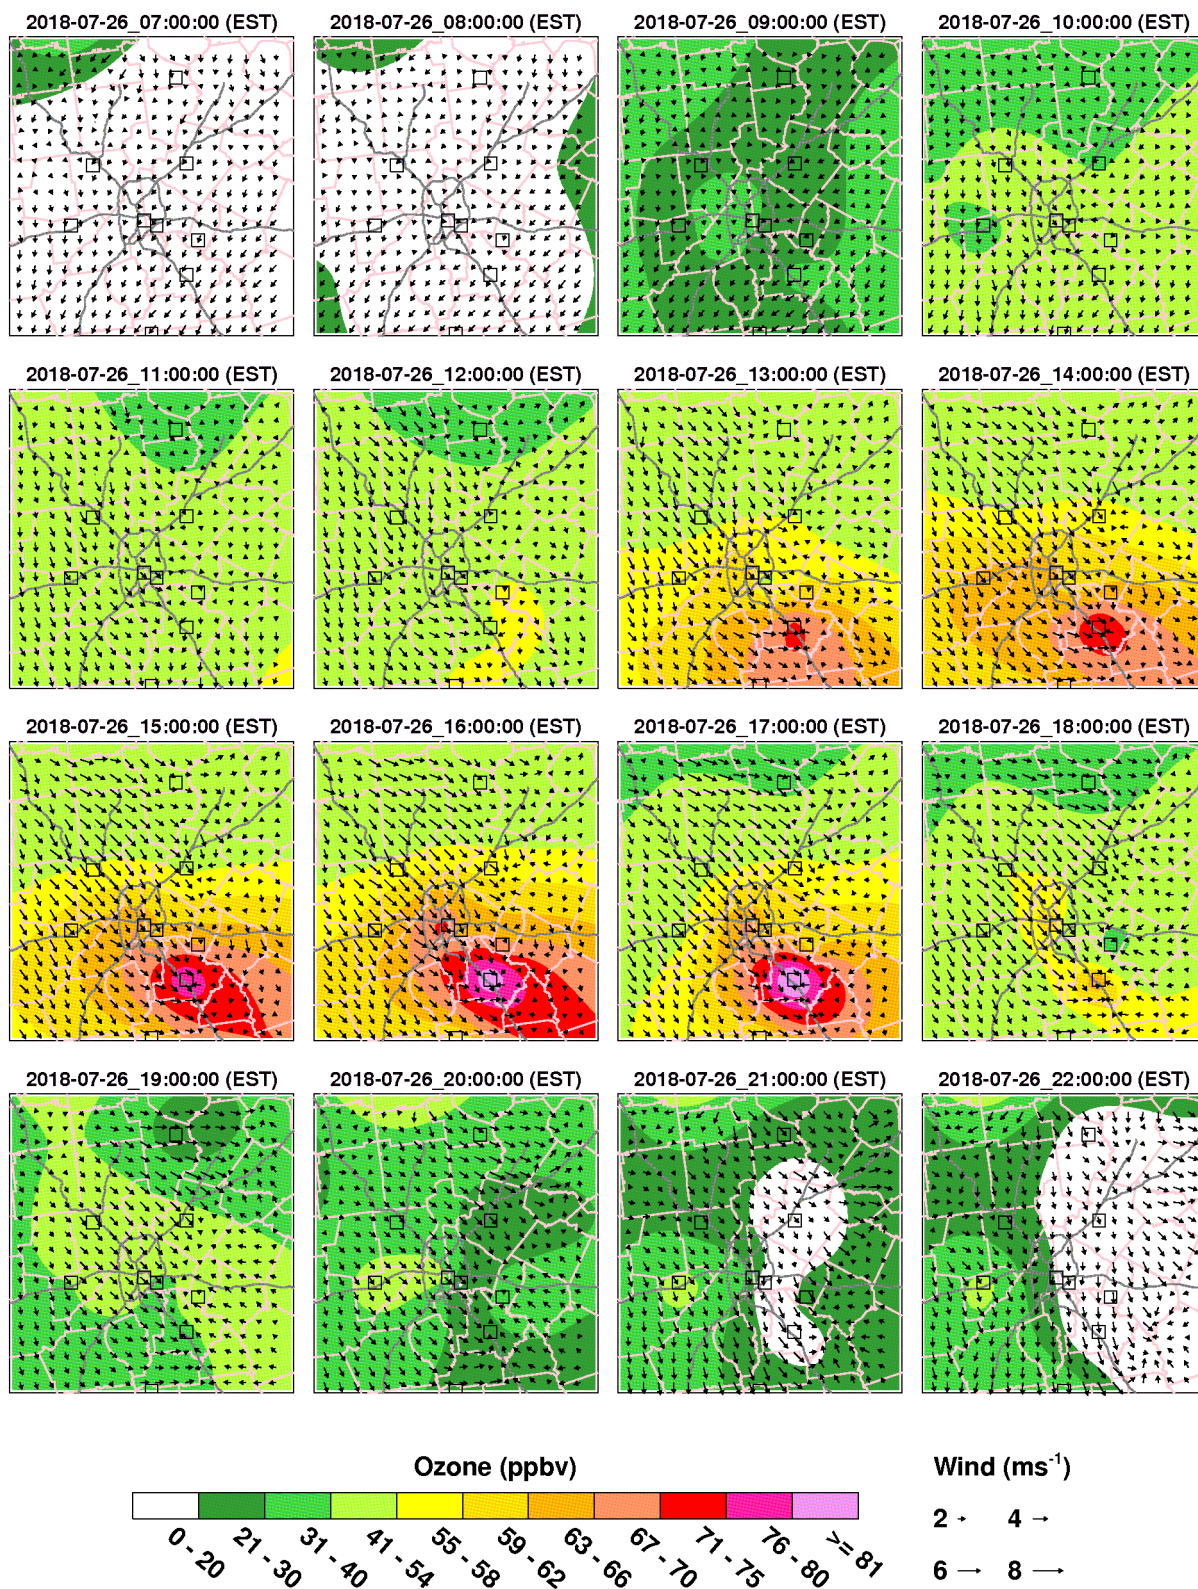 2018-07-26_07:00:00 (EST) 2018-07-26_08:00:00 (EST) 2018-07-26_09:00:00 (EST) 2018-07-26_10:00:00 (EST)
2018-07-26_11:00:00 (EST) 2018-07-26_12:00:00 (EST) 2018-07-26_13:00:00 (EST) 2018-07-26_14:00:00 (EST)
2018-07-26_15:00:00 (EST) 2018-07-26_16:00:00 (EST) 2018-07-26_17:00:00 (EST) 2018-07-26_18:00:00 (EST)
2018-07-26_19:00:00 (EST) 2018-07-26_20:00:00 (EST) 2018-07-26_21:00:00 (EST) 2018-07-26_22:00:00 (EST)
Ozone (ppbv) Wind (ms⁻¹)
0 - 20 21 - 30 31 - 40 41 - 54 55 - 58 59 - 62 63 - 66 67 - 70 71 - 75 76 - 80 >= 81
2 4
6 8